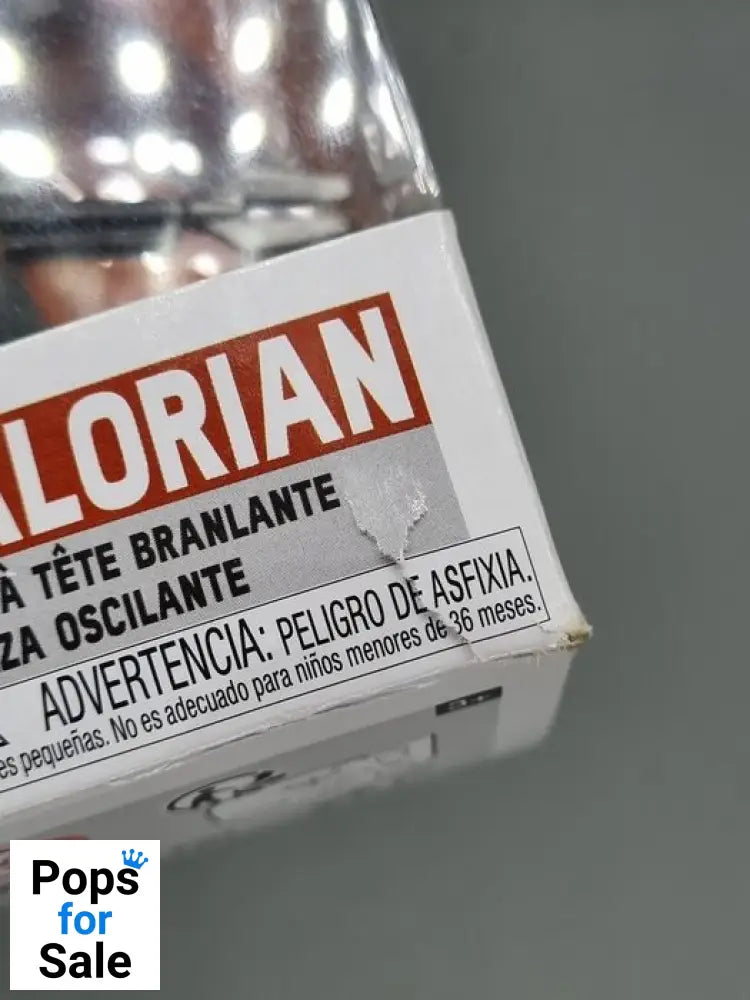 ALORIAN
À TÊTE BRANLANTE
ZA OSCILANTE
ADVERTENCIA: PELIGRO DE ASFIXIA.
es pequeñas. No es adecuado para niños menores de 36 meses.
3+
Pops
for
Sale